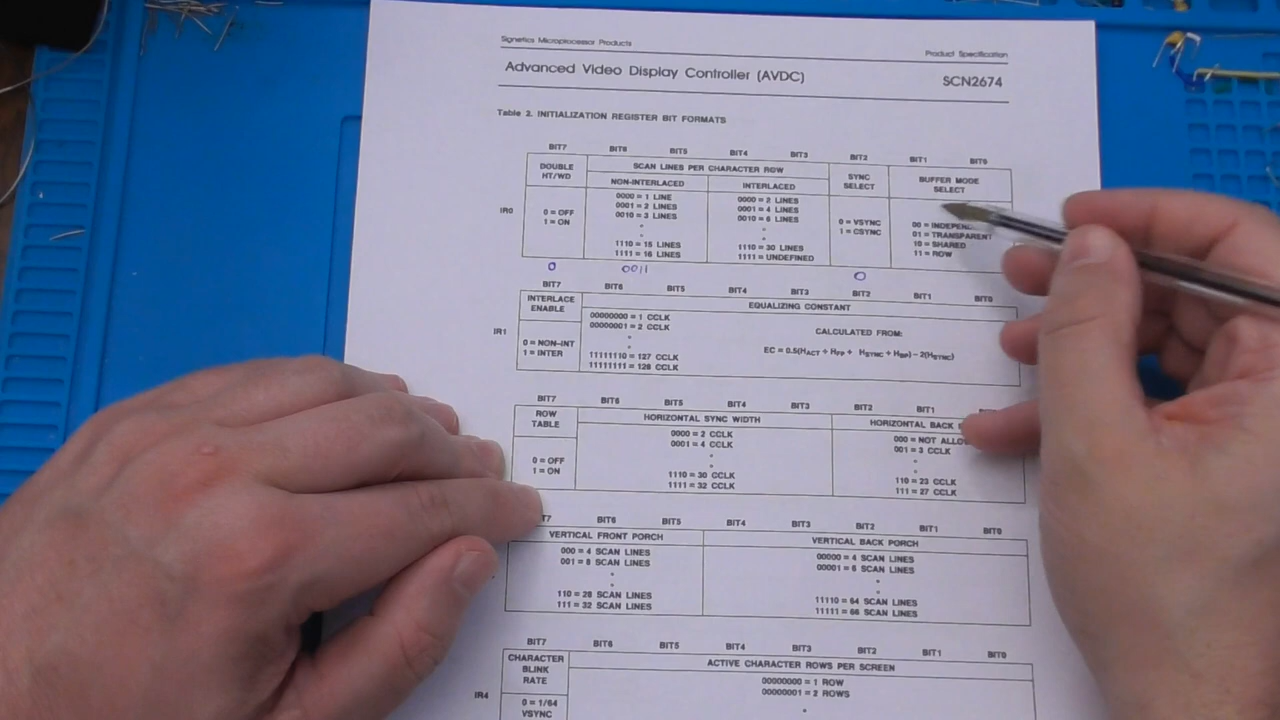 Signetics Microprocessor Products
Product Specification
Advanced Video Display Controller (AVDC)
SCN2674
Table 2. INITIALIZATION REGISTER BIT FORMATS
BIT7 BIT6 BIT5 BIT4 BIT3 BIT2 BIT1 BIT0
DOUBLE HT/WD
SCAN LINES PER CHARACTER ROW
SYNC SELECT
BUFFER MODE SELECT
NON-INTERLACED
INTERLACED
IR0
0 = OFF
1 = ON
0000 = 1 LINE
0001 = 2 LINES
0010 = 3 LINES
1110 = 15 LINES
1111 = 16 LINES
0000 = 2 LINES
0001 = 4 LINES
0010 = 6 LINES
1110 = 30 LINES
1111 = UNDEFINED
0 = VSYNC
1 = CSYNC
00 =
01 = TRANSPARENT
10 = SHARED
11 = ROW
0 0011 0
BIT7 BIT6 BIT5 BIT4 BIT3 BIT2 BIT1 BIT0
INTERLACE ENABLE
EQUALIZING CONSTANT
IR1
0 = NON-INT
1 = INTER
00000000 = 1 CCLK
00000001 = 2 CCLK
11111110 = 127 CCLK
11111111 = 128 CCLK
CALCULATED FROM:
EC = 0.5(HACT + HFP + HSYNC + HBP) - 2(HSYNC)
BIT7 BIT6 BIT5 BIT4 BIT3 BIT2 BIT1
ROW TABLE
HORIZONTAL SYNC WIDTH
HORIZONTAL BACK
0 = OFF
1 = ON
0000 = 2 CCLK
0001 = 4 CCLK
1110 = 30 CCLK
1111 = 32 CCLK
000 = NOT
001 = 3 CCLK
110 = 23 CCLK
111 = 27 CCLK
BIT6 BIT5 BIT4 BIT3 BIT2 BIT1 BIT0
VERTICAL FRONT PORCH
VERTICAL BACK PORCH
000 = 4 SCAN LINES
001 = 8 SCAN LINES
110 = 28 SCAN LINES
111 = 32 SCAN LINES
00000 = 4 SCAN LINES
00001 = 6 SCAN LINES
11110 = 64 SCAN LINES
11111 = 66 SCAN LINES
BIT7 BIT6 BIT5 BIT4 BIT3 BIT2 BIT1 BIT0
CHARACTER BLINK RATE
ACTIVE CHARACTER ROWS PER SCREEN
IR4
0 = 1/64 VSYNC
00000000 = 1 ROW
00000001 = 2 ROWS